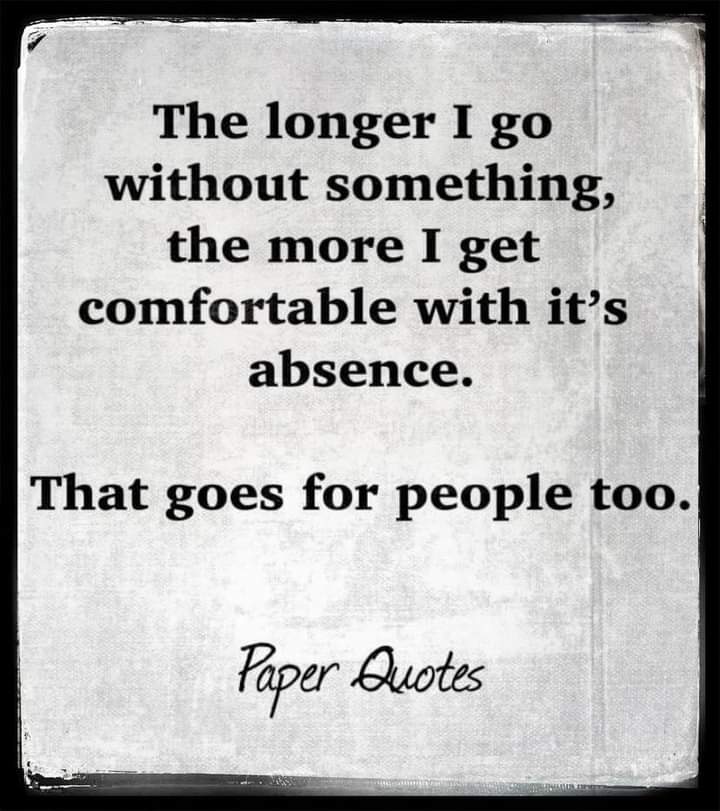 The longer I go
without something,
the more I get
comfortable with it’s
absence.
That goes for people too.
Paper Quotes